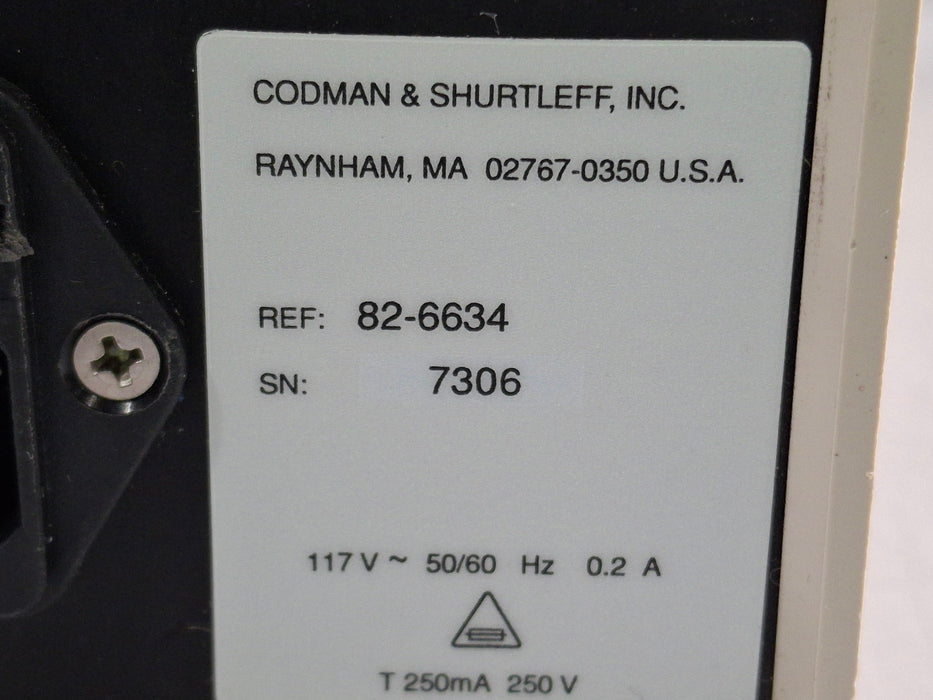 CODMAN & SHURTLEFF, INC.
RAYNHAM, MA 02767-0350 U.S.A.
REF: 82-6634
SN: 7306
117 V ~ 50/60 Hz 0.2 A
T 250mA 250 V